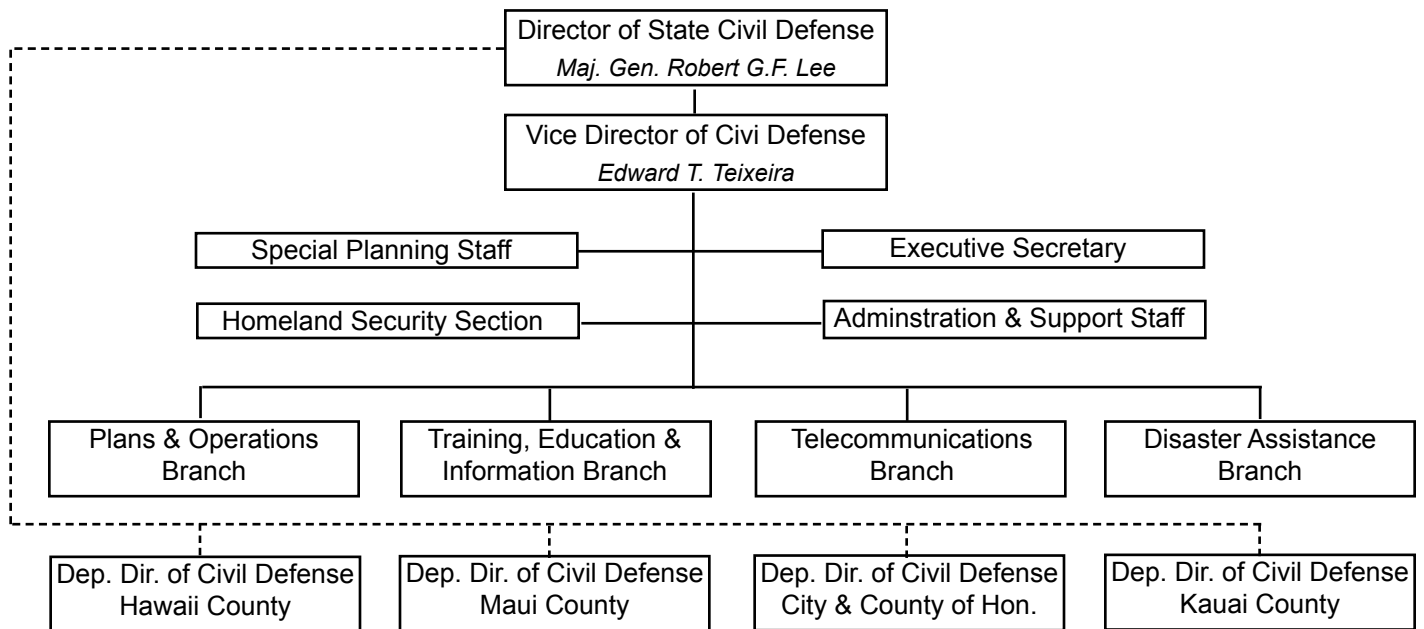 Director of State Civil Defense
Maj. Gen. Robert G.F. Lee
Vice Director of Civi Defense
Edward T. Teixeira
Special Planning Staff
Executive Secretary
Homeland Security Section
Adminstration & Support Staff
Plans & Operations
Branch
Training, Education &
Information Branch
Telecommunications
Branch
Disaster Assistance
Branch
Dep. Dir. of Civil Defense
Hawaii County
Dep. Dir. of Civil Defense
Maui County
Dep. Dir. of Civil Defense
City & County of Hon.
Dep. Dir. of Civil Defense
Kauai County